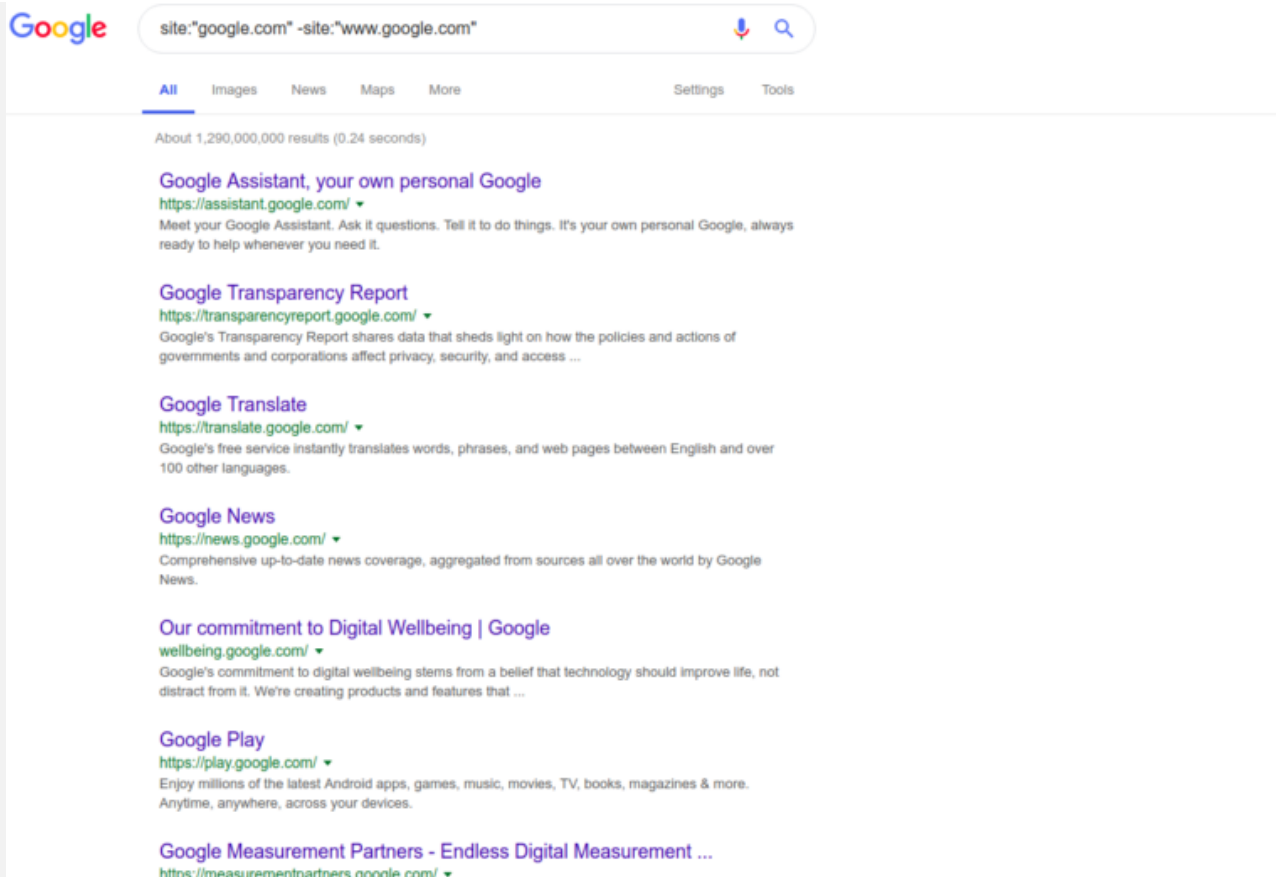 Google
site:"google.com" -site:"www.google.com"
All Images News Maps More Settings Tools
About 1,290,000,000 results (0.24 seconds)
Google Assistant, your own personal Google
https://assistant.google.com/
Meet your Google Assistant. Ask it questions. Tell it to do things. It's your own personal Google, always
ready to help whenever you need it.
Google Transparency Report
https://transparencyreport.google.com/
Google's Transparency Report shares data that sheds light on how the policies and actions of
governments and corporations affect privacy, security, and access ...
Google Translate
https://translate.google.com/
Google's free service instantly translates words, phrases, and web pages between English and over
100 other languages.
Google News
https://news.google.com/
Comprehensive up-to-date news coverage, aggregated from sources all over the world by Google
News.
Our commitment to Digital Wellbeing | Google
wellbeing.google.com/
Google's commitment to digital wellbeing stems from a belief that technology should improve life, not
distract from it. We're creating products and features that ...
Google Play
https://play.google.com/
Enjoy millions of the latest Android apps, games, music, movies, TV, books, magazines & more.
Anytime, anywhere, across your devices.
Google Measurement Partners - Endless Digital Measurement ...
https://measurementpartners.google.com/